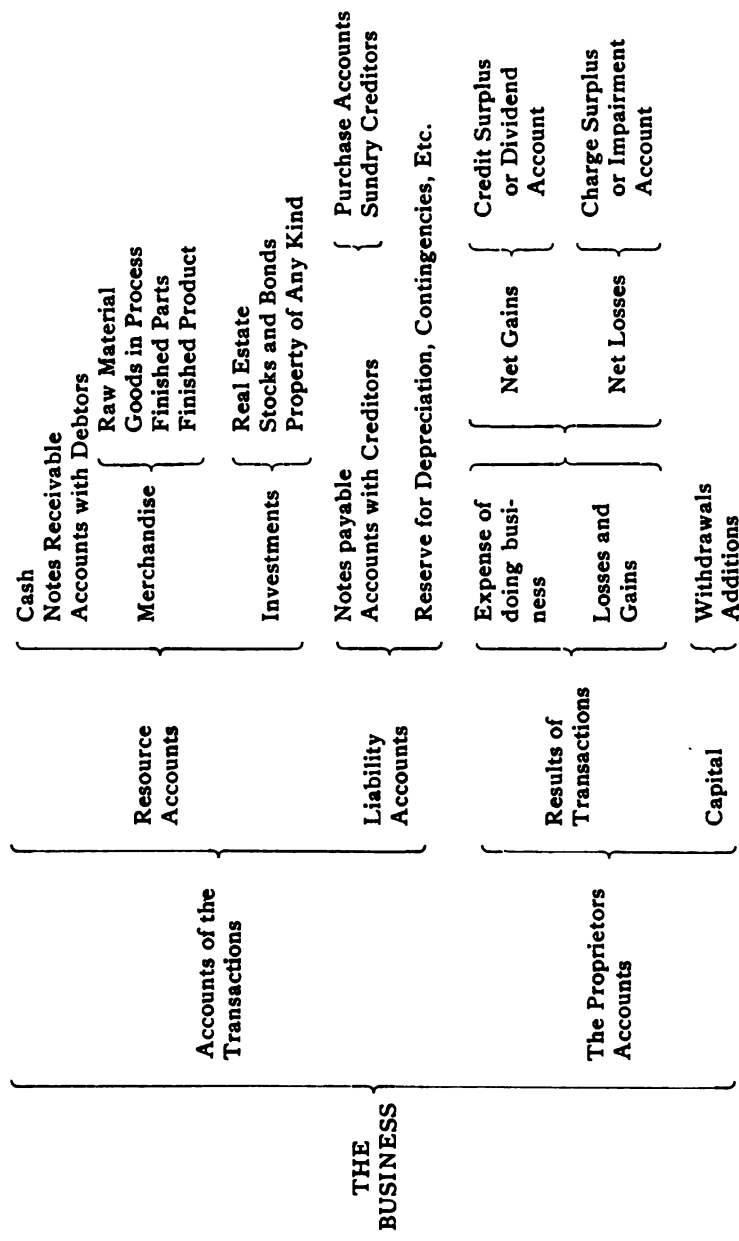 THE
BUSINESS
Accounts of the
Transactions
Resource
Accounts
Cash
Notes Receivable
Accounts with Debtors
Merchandise
Raw Material
Goods in Process
Finished Parts
Finished Product
Investments
Real Estate
Stocks and Bonds
Property of Any Kind
Liability
Accounts
Notes payable
Accounts with Creditors
Purchase Accounts
Sundry Creditors
Reserve for Depreciation, Contingencies, Etc.
The Proprietors
Accounts
Results of
Transactions
Expense of
doing busi-
ness
Losses and
Gains
Net Gains
Credit Surplus
or Dividend
Account
Net Losses
Charge Surplus
or Impairment
Account
Capital
Withdrawals
Additions